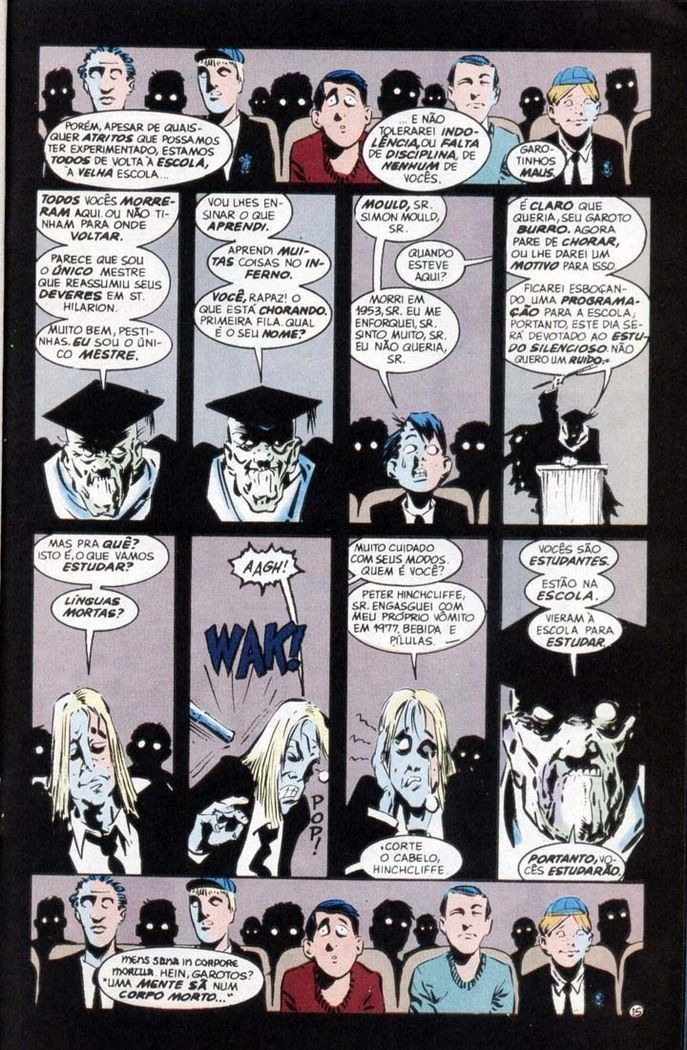 PORÉM, APESAR DE QUAIS-
QUER ATRITOS QUE POSSAMOS
TER EXPERIMENTADO, ESTAMOS
TODOS DE VOLTA À ESCOLA,
À VELHA ESCOLA...
... E NÃO
TOLERAREI INDO-
LÊNCIA, OU FALTA
DE DISCIPLINA, DE
NENHUM DE
VOCÊS.
GARO-
TINHOS
MAUS.
TODOS VOCÊS MORRE-
RAM AQUI. OU NÃO TI-
NHAM PARA ONDE
VOLTAR.
PARECE QUE SOU
O ÚNICO MESTRE
QUE REASSUMIU SEUS
DEVERES EM ST.
HILARION.
MUITO BEM, PESTI-
NHAS. EU SOU O ÚNI-
CO MESTRE.
VOU LHES EN-
SINAR O QUE
APRENDI.
APRENDI MUI-
TAS COISAS NO IN-
FERNO.
VOCÊ, RAPAZ! O
QUE ESTÁ CHORANDO.
PRIMEIRA FILA. QUAL
É O SEU NOME?
MOULD, SR.
SIMON MOULD,
SR.
QUANDO
ESTEVE
AQUI?
MORRI EM
1953, SR. EU ME
ENFORQUEI, SR.
SINTO MUITO, SR.
EU NÃO QUERIA,
SR.
É CLARO QUE
QUERIA, SEU GAROTO
BURRO. AGORA
PARE DE CHORAR,
OU LHE DAREI UM
MOTIVO PARA ISSO.
FICAREI ESBOÇAN-
DO UMA PROGRAMA-
ÇÃO PARA A ESCOLA;
PORTANTO, ESTE DIA SE-
RÁ DEVOTADO AO ESTU-
DO SILENCIOSO. NÃO
QUERO UM RUÍDO.
MAS PRA QUÊ?
ISTO É, O QUE VAMOS
ESTUDAR?
LÍNGUAS
MORTAS?
AAGH!
WAK!
POP!
MUITO CUIDADO
COM SEUS MODOS.
QUEM É VOCÊ?
PETER HINCHCLIFFE,
SR. ENGASGUEI COM
MEU PRÓPRIO VÔMITO
EM 1977. BEBIDA E
PÍLULAS.
CORTE
O CABELO,
HINCHCLIFFE.
VOCÊS SÃO
ESTUDANTES.
ESTÃO NA
ESCOLA.
VIERAM À
ESCOLA PARA
ESTUDAR.
PORTANTO, VO-
CÊS ESTUDARÃO.
MENS SANA IN CORPORE
MORTUA. HEIN, GAROTOS?
"UMA MENTE SÃ NUM
CORPO MORTO..."
15